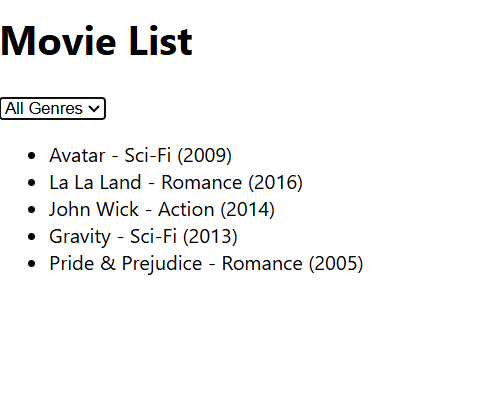 Movie List
All Genres
Avatar - Sci-Fi (2009)
La La Land - Romance (2016)
John Wick - Action (2014)
Gravity - Sci-Fi (2013)
Pride & Prejudice - Romance (2005)